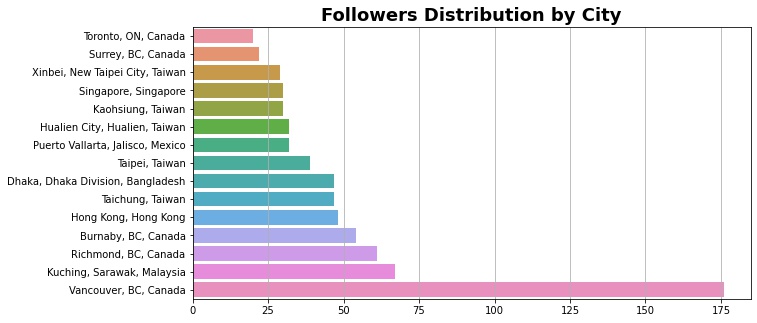 Followers Distribution by City
Toronto, ON, Canada
Surrey, BC, Canada
Xinbei, New Taipei City, Taiwan
Singapore, Singapore
Kaohsiung, Taiwan
Hualien City, Hualien, Taiwan
Puerto Vallarta, Jalisco, Mexico
Taipei, Taiwan
Dhaka, Dhaka Division, Bangladesh
Taichung, Taiwan
Hong Kong, Hong Kong
Burnaby, BC, Canada
Richmond, BC, Canada
Kuching, Sarawak, Malaysia
Vancouver, BC, Canada
0 25 50 75 100 125 150 175